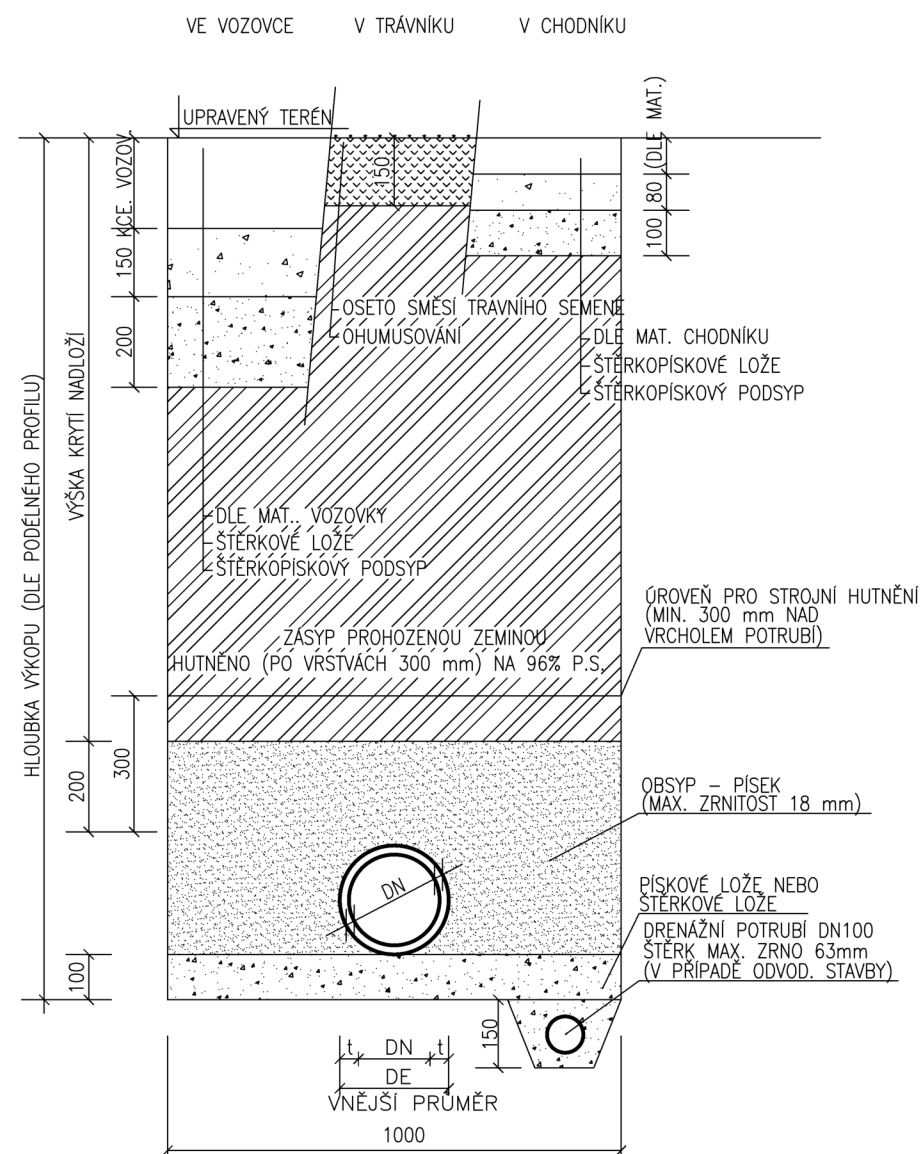 VE VOZOVCE
V TRÁVNÍKU
V CHODNÍKU
UPRAVENÝ TERÉN
KCE. VOZOV.
150
200
150
(DLE MAT.)
80
100
OSETO SMĚSÍ TRAVNÍHO SEMENE
OHUMUSOVÁNÍ
DLE MAT. CHODNÍKU
ŠTĚRKOPÍSKOVÉ LOŽE
ŠTĚRKOPÍSKOVÝ PODSYP
VÝŠKA KRYTÍ NADLOŽÍ
HLOUBKA VÝKOPU (DLE PODÉLNÉHO PROFILU)
DLE MAT.. VOZOVKY
ŠTĚRKOVÉ LOŽE
ŠTĚRKOPÍSKOVÝ PODSYP
ÚROVEŇ PRO STROJNÍ HUTNĚNÍ
(MIN. 300 mm NAD
VRCHOLEM POTRUBÍ)
ZÁSYP PROHOZENOU ZEMINOU
HUTNĚNO (PO VRSTVÁCH 300 mm) NA 96% P.S.
200
300
OBSYP – PÍSEK
(MAX. ZRNITOST 18 mm)
DN
PÍSKOVÉ LOŽE NEBO
ŠTĚRKOVÉ LOŽE
DRENÁŽNÍ POTRUBÍ DN100
ŠTĚRK MAX. ZRNO 63mm
(V PŘÍPADĚ ODVOD. STAVBY)
100
150
t DN t
DE
VNĚJŠÍ PRŮMĚR
1000